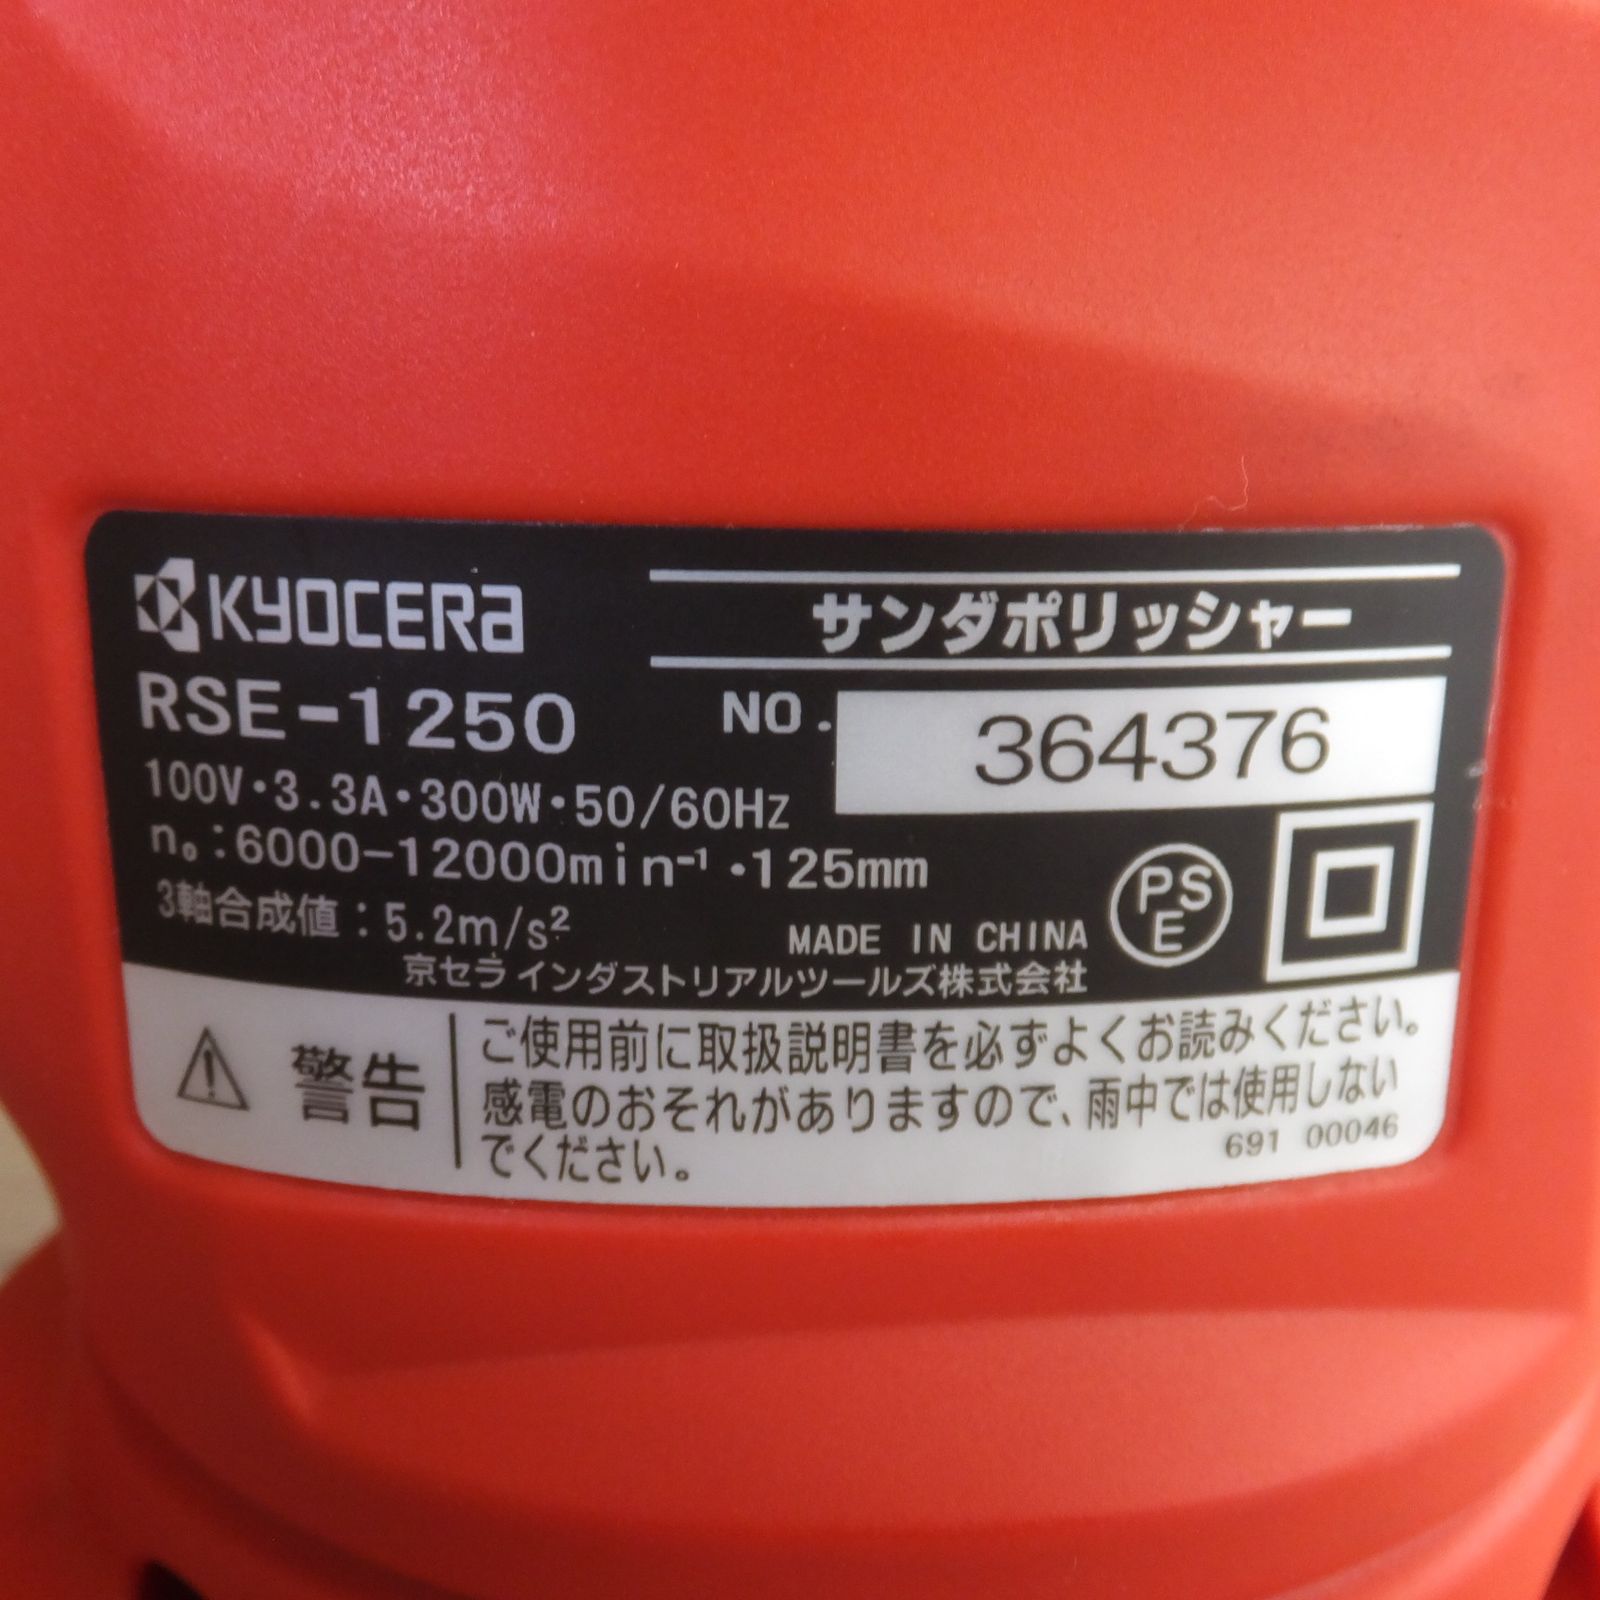 KYOCERA
サンダポリッシャー
RSE-1250
NO. 364376
100V・3.3A・300W・50/60Hz
n₀:6000-12000min⁻¹・125mm
3軸合成値:5.2m/s²
MADE IN CHINA
PSE
京セラインダストリアルツールズ株式会社
警告
ご使用前に取扱説明書を必ずよくお読みください。
感電のおそれがありますので、雨中では使用しない
でください。
691 00046